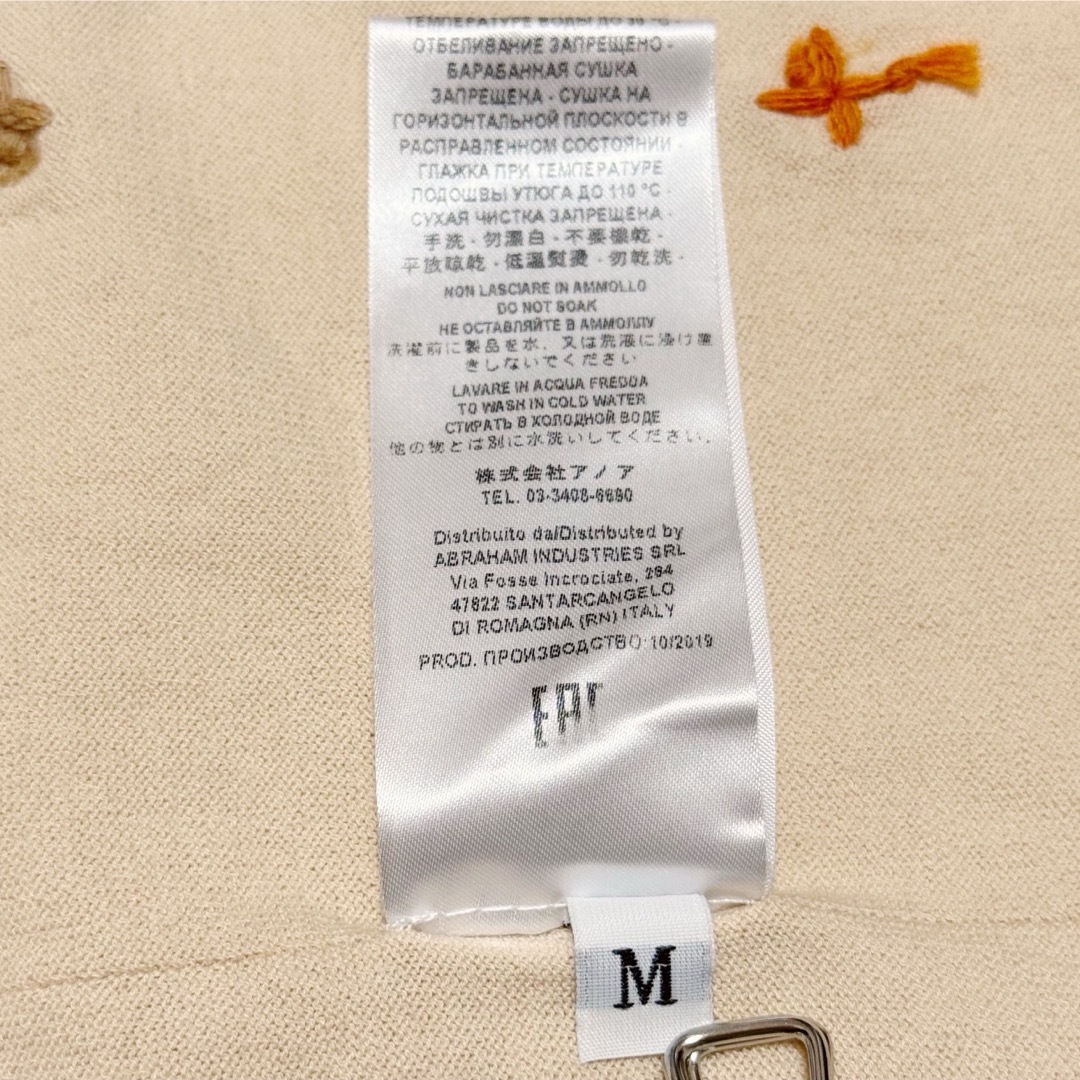 ТЕМПЕРАТУРЕ ВОДЫ ДО 30 °C ·
ОТБЕЛИВАНИЕ ЗАПРЕЩЕНО ·
БАРАБАННАЯ СУШКА
ЗАПРЕЩЕНА · СУШКА НА
ГОРИЗОНТАЛЬНОЙ ПЛОСКОСТИ В
РАСПРАВЛЕННОМ СОСТОЯНИИ ·
ГЛАЖКА ПРИ ТЕМПЕРАТУРЕ
ПОДОШВЫ УТЮГА ДО 110 °C ·
СУХАЯ ЧИСТКА ЗАПРЕЩЕНА ·
手洗 · 勿漂白 · 不要機乾 ·
平放晾乾 · 低溫熨燙 · 勿乾洗 ·
NON LASCIARE IN AMMOLLO
DO NOT SOAK
НЕ ОСТАВЛЯЙТЕ В АММОЛЛУ
洗濯前に製品を水、又は洗液に浸け置
きしないでください
LAVARE IN ACQUA FREDDA
TO WASH IN COLD WATER
СТИРАТЬ В ХОЛОДНОЙ ВОДЕ
他の物とは別に水洗いしてください。
株式会社アノア
TEL. 03-3408-6690
Distribuito da/Distributed by
ABRAHAM INDUSTRIES SRL
Via Fosse Incrociate, 294
47822 SANTARCANGELO
DI ROMAGNA (RN) ITALY
PROD. ПРОИЗВОДСТВО 10/2019
EAC
M